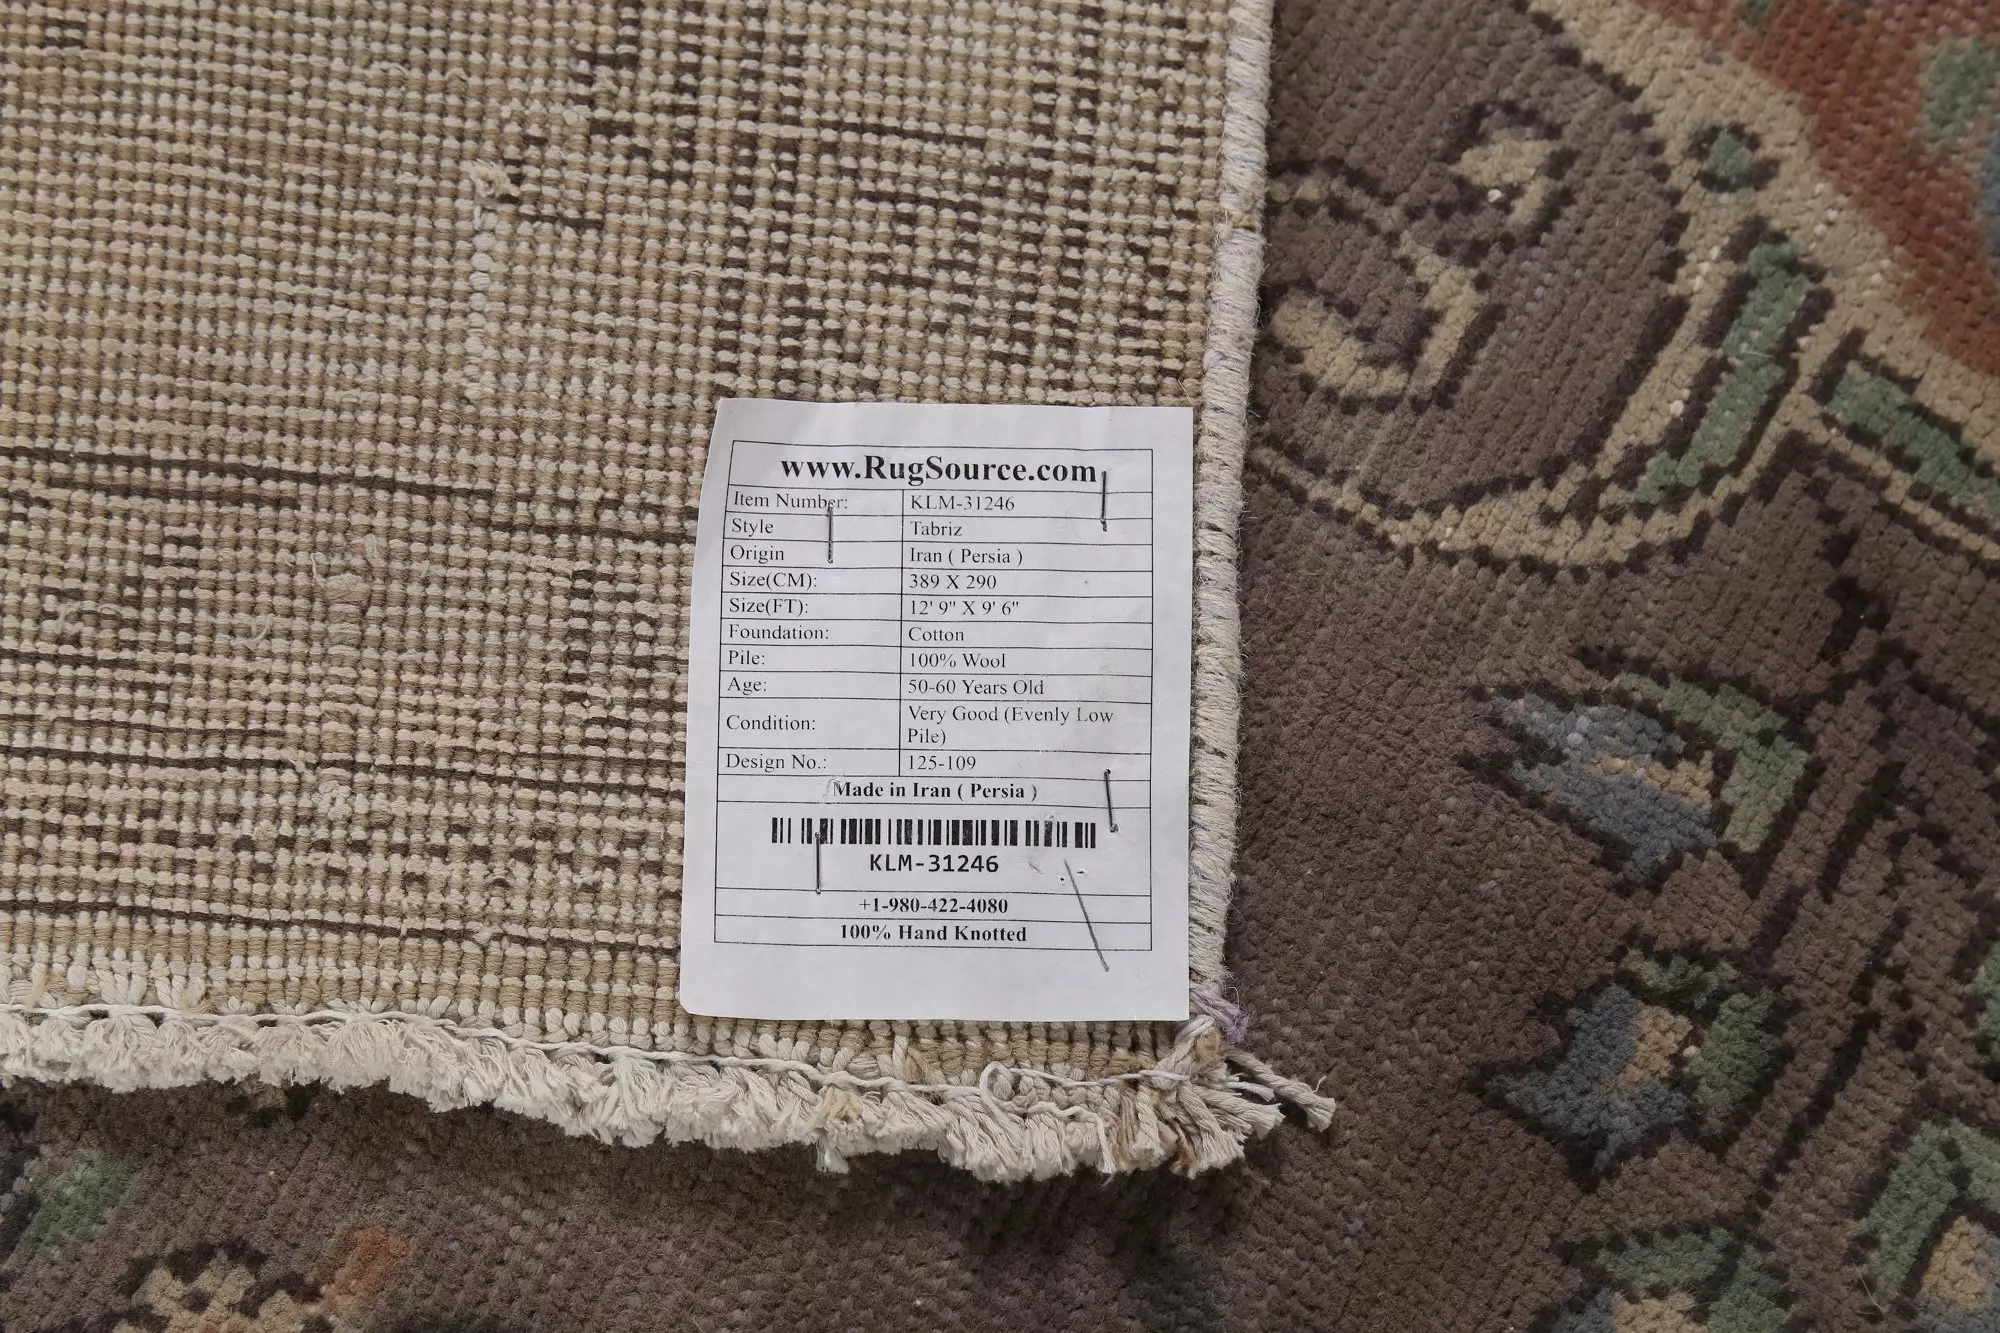 www.RugSource.com
Item Number: KLM-31246
Style Tabriz
Origin Iran ( Persia )
Size(CM): 389 X 290
Size(FT): 12' 9" X 9' 6"
Foundation: Cotton
Pile: 100% Wool
Age: 50-60 Years Old
Condition: Very Good (Evenly Low
Pile)
Design No.: 125-109
Made in Iran ( Persia )
KLM-31246
+1-980-422-4080
100% Hand Knotted